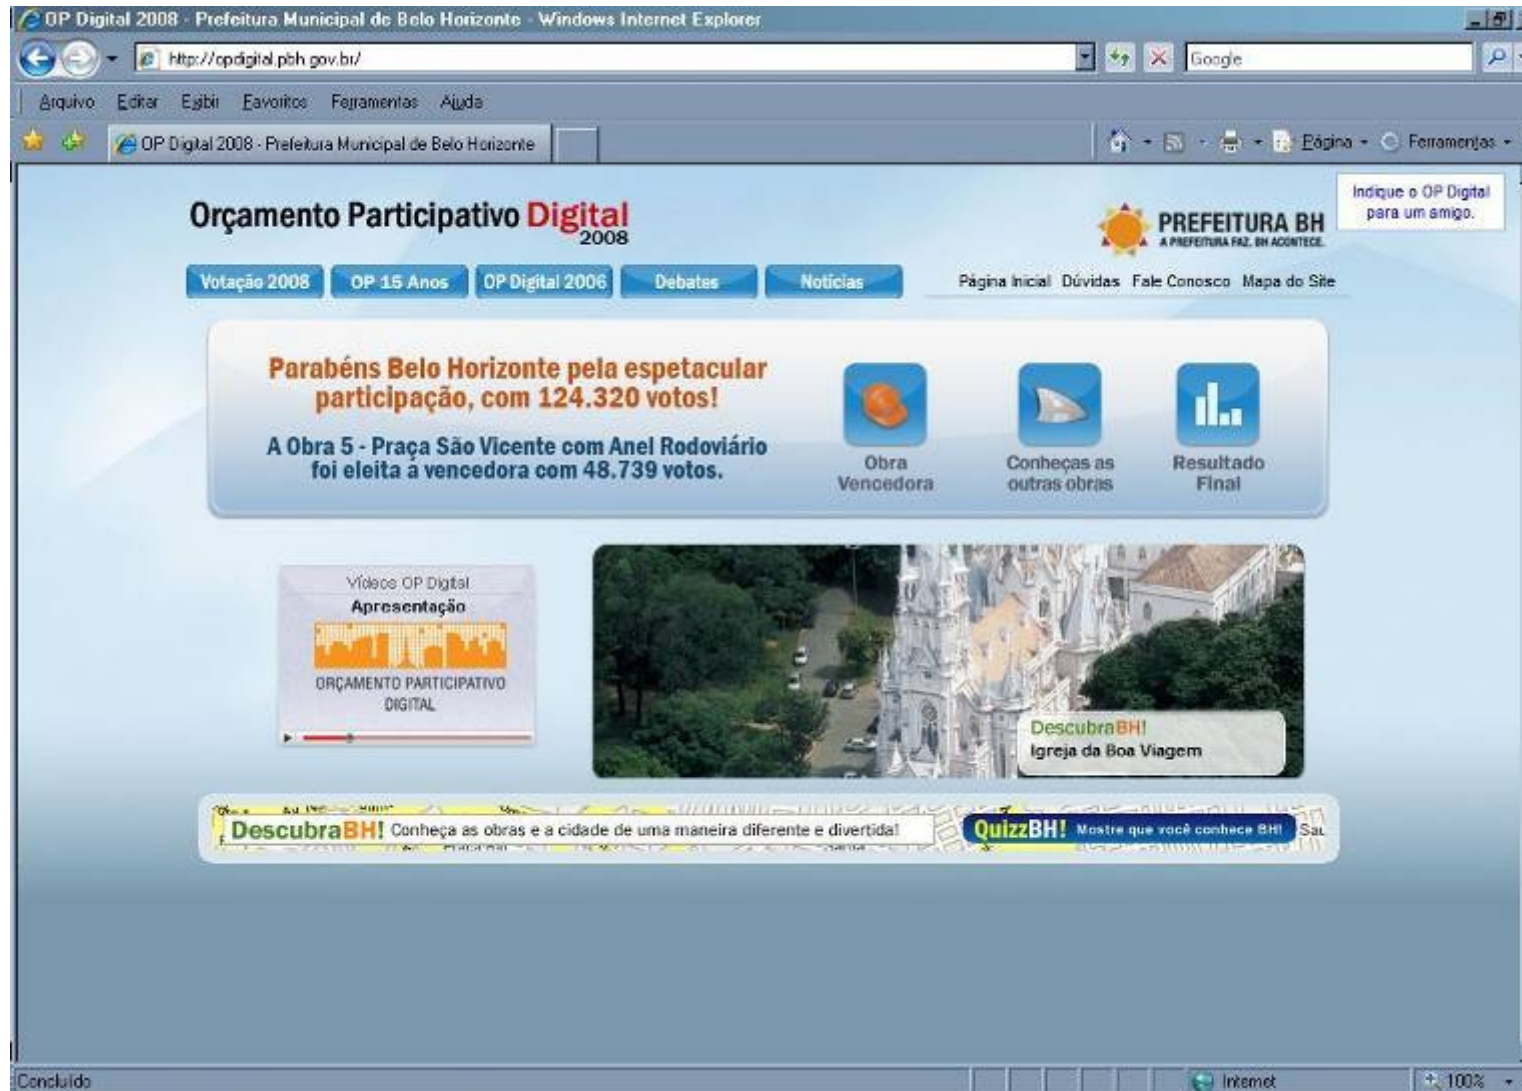 OP Digital 2008 - Prefeitura Municipal de Belo Horizonte - Windows Internet Explorer
http://opdigital.pbh.gov.br/
Google
Arquivo Editar Exibir Favoritos Ferramentas Ajuda
OP Digital 2008 - Prefeitura Municipal de Belo Horizonte
Página Ferramentas
Indique o OP Digital
para um amigo.
Orçamento Participativo Digital
2008
PREFEITURA BH
A PREFEITURA FAZ. BH ACONTECE.
Votação 2008 OP 15 Anos OP Digital 2006 Debates Notícias
Página Inicial Dúvidas Fale Conosco Mapa do Site
Parabéns Belo Horizonte pela espetacular
participação, com 124.320 votos!
A Obra 5 - Praça São Vicente com Anel Rodoviário
foi eleita a vencedora com 48.739 votos.
Obra
Vencedora
Conheças as
outras obras
Resultado
Final
Vídeos OP Digital
Apresentação
ORÇAMENTO PARTICIPATIVO
DIGITAL
DescubraBH!
Igreja da Boa Viagem
DescubraBH! Conheça as obras e a cidade de uma maneira diferente e divertida!
QuizzBH! Mostre que você conhece BH!
Concluído
Internet
100%